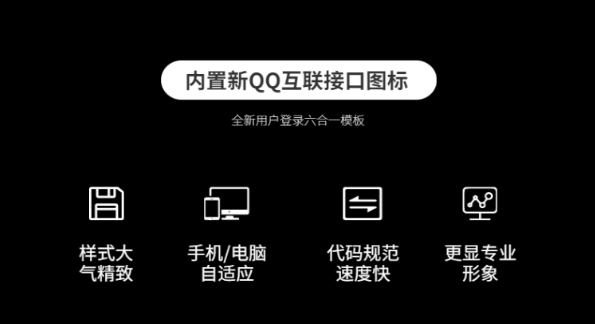 内置新QQ互联接口图标
全新用户登录六合一模板
样式大
气精致
手机/电脑
自适应
代码规范
速度快
更显专业
形象